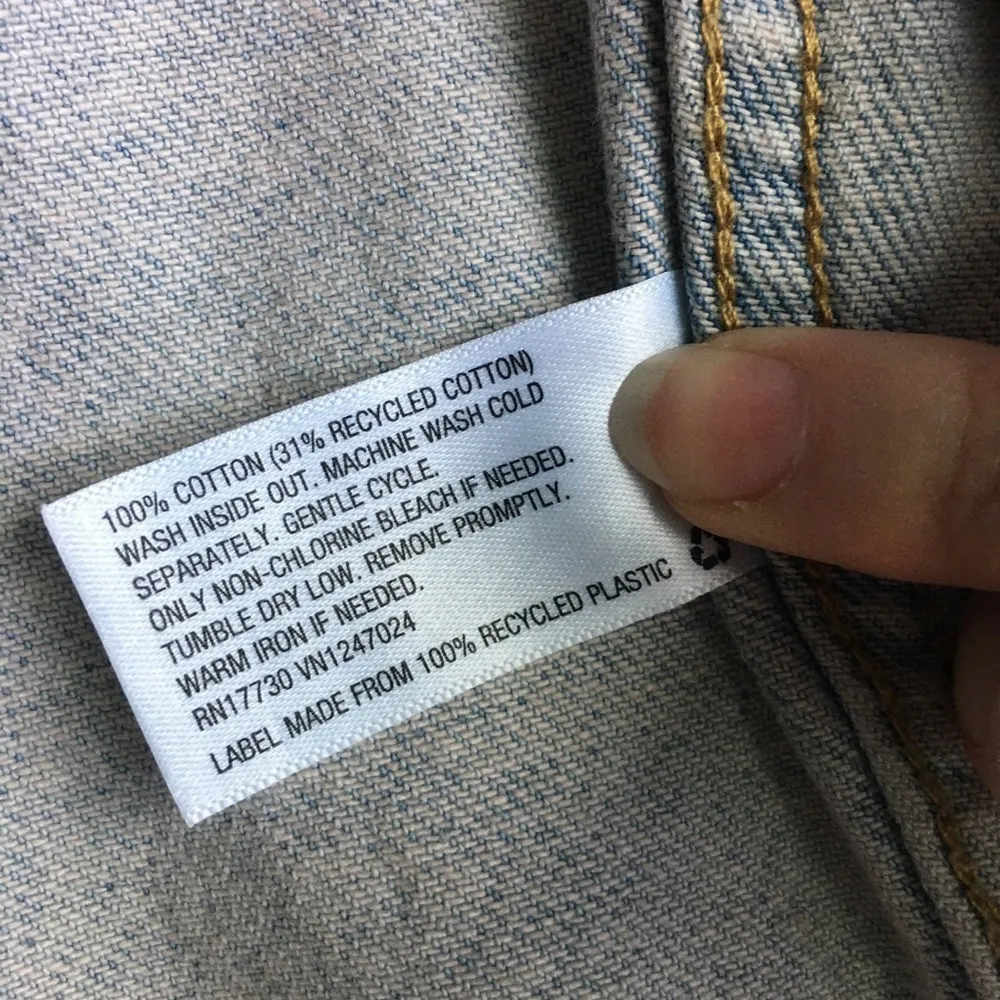 100% COTTON (31% RECYCLED COTTON)
WASH INSIDE OUT. MACHINE WASH COLD
SEPARATELY. GENTLE CYCLE.
ONLY NON-CHLORINE BLEACH IF NEEDED.
TUMBLE DRY LOW. REMOVE PROMPTLY.
WARM IRON IF NEEDED.
RN17730 VN1247024
LABEL MADE FROM 100% RECYCLED PLASTIC